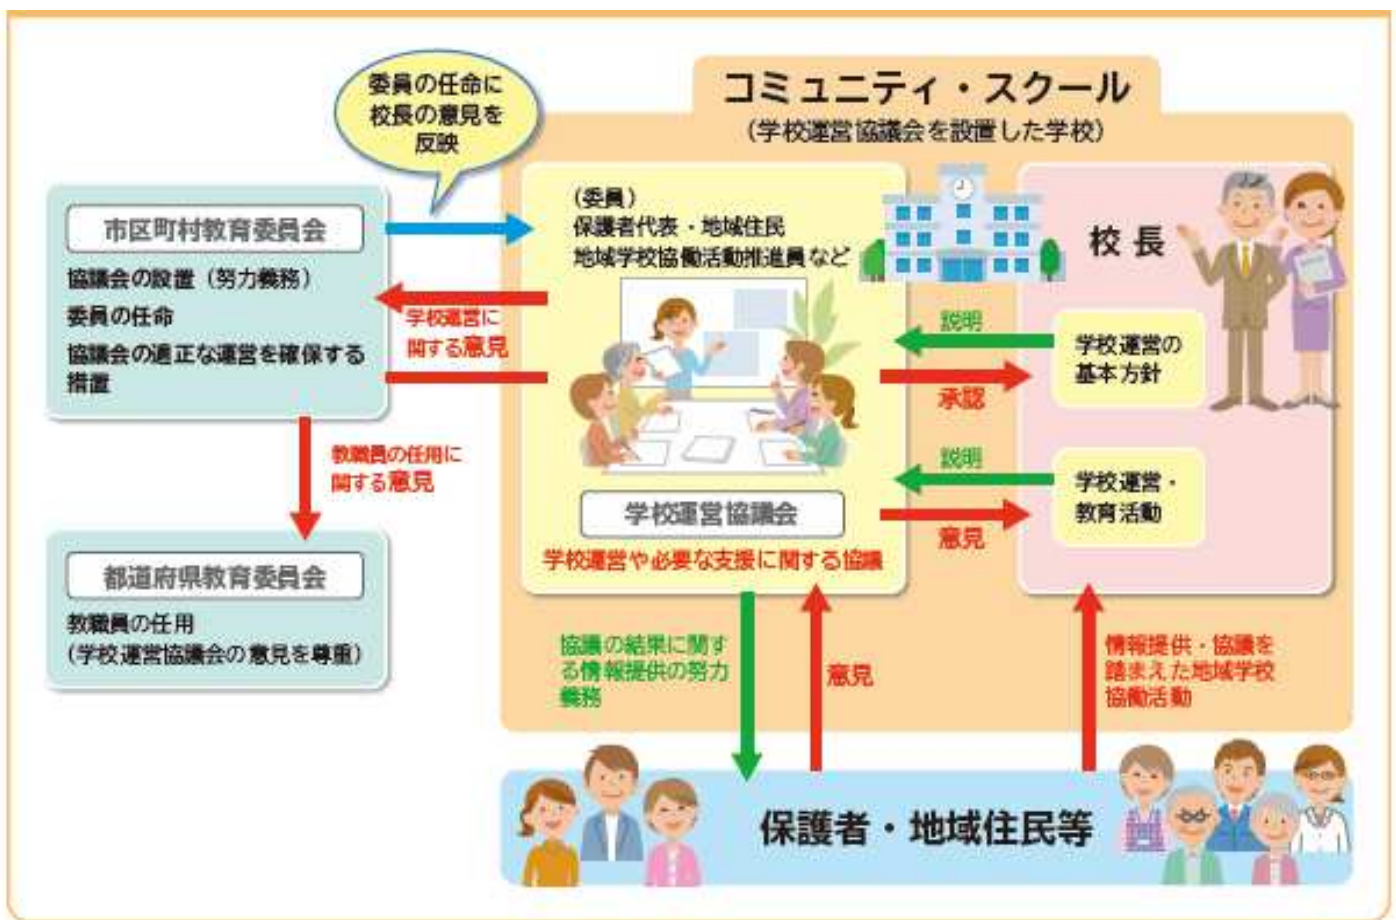 コミュニティ・スクール
(学校運営協議会を設置した学校)
委員の任命に
校長の意見を
反映
市区町村教育委員会
協議会の設置(努力義務)
委員の任命
協議会の適正な運営を確保する
措置
学校運営に
関する意見
教職員の任用に
関する意見
都道府県教育委員会
教職員の任用
(学校運営協議会の意見を尊重)
(委員)
保護者代表・地域住民
地域学校協働活動推進員など
学校運営協議会
学校運営や必要な支援に関する協議
校長
説明
学校運営の
基本方針
承認
説明
学校運営・
教育活動
意見
協議の結果に関す
る情報提供の努力
義務
意見
情報提供・協議を
踏まえた地域学校
協働活動
保護者・地域住民等